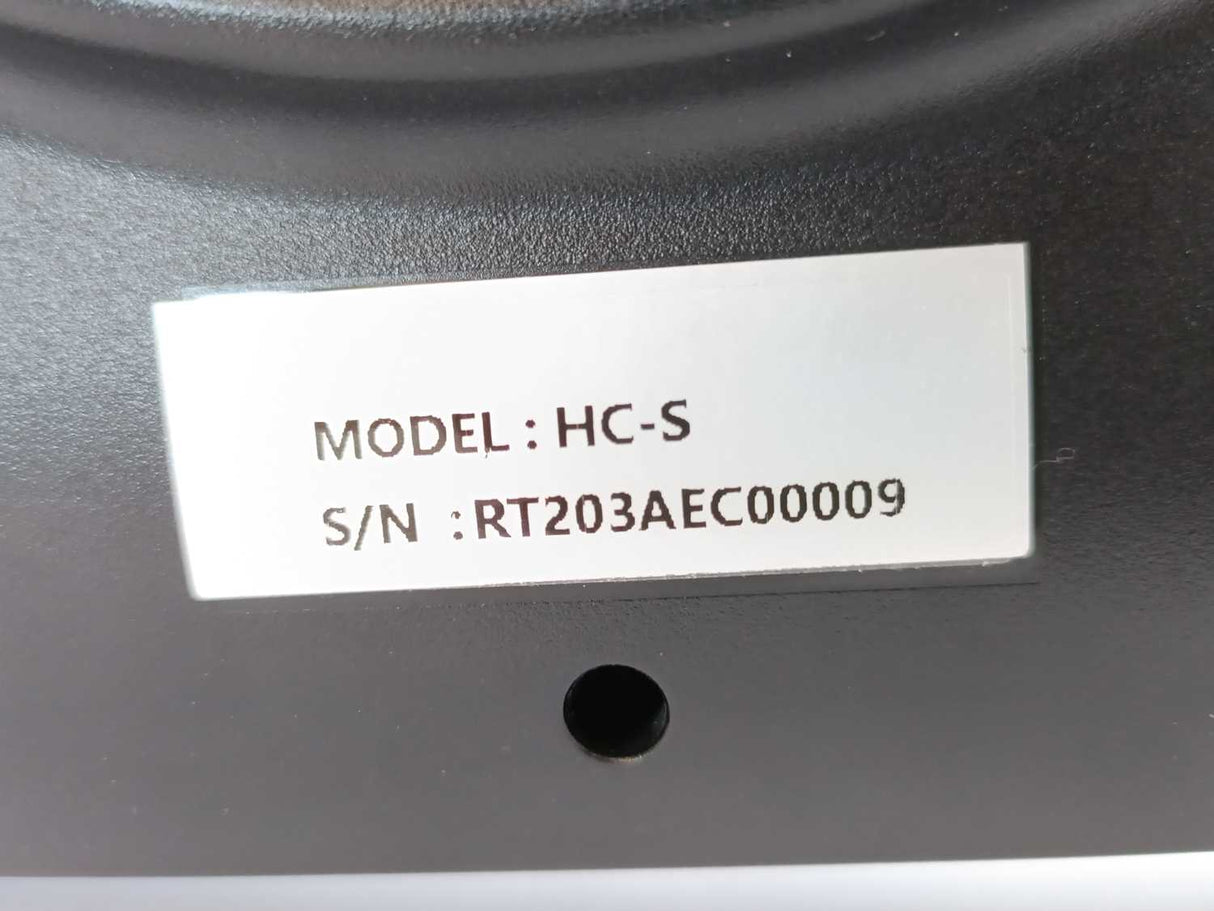 MODEL : HC-S
S/N : RT203AEC00009